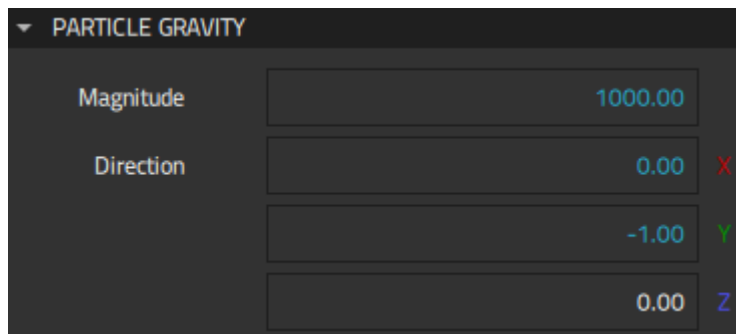 PARTICLE GRAVITY
Magnitude 1000.00
Direction 0.00 X
-1.00 Y
0.00 Z